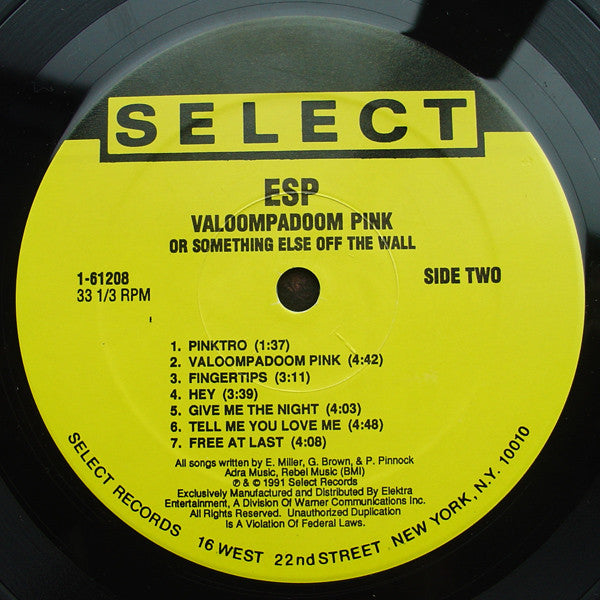 SELECT
ESP
VALOOMPADOOM PINK
OR SOMETHING ELSE OFF THE WALL
1-61208
33 1/3 RPM
SIDE TWO
1. PINKTRO (1:37)
2. VALOOMPADOOM PINK (4:42)
3. FINGERTIPS (3:11)
4. HEY (3:39)
5. GIVE ME THE NIGHT (4:03)
6. TELL ME YOU LOVE ME (4:48)
7. FREE AT LAST (4:08)
All songs written by E. Miller, G. Brown, & P. Pinnock
Adra Music, Rebel Music (BMI)
℗ & © 1991 Select Records
Exclusively Manufactured and Distributed By Elektra
Entertainment, A Division Of Warner Communications Inc.
All Rights Reserved. Unauthorized Duplication
Is A Violation Of Federal Laws.
SELECT RECORDS 16 WEST 22nd STREET NEW YORK, N.Y. 10010